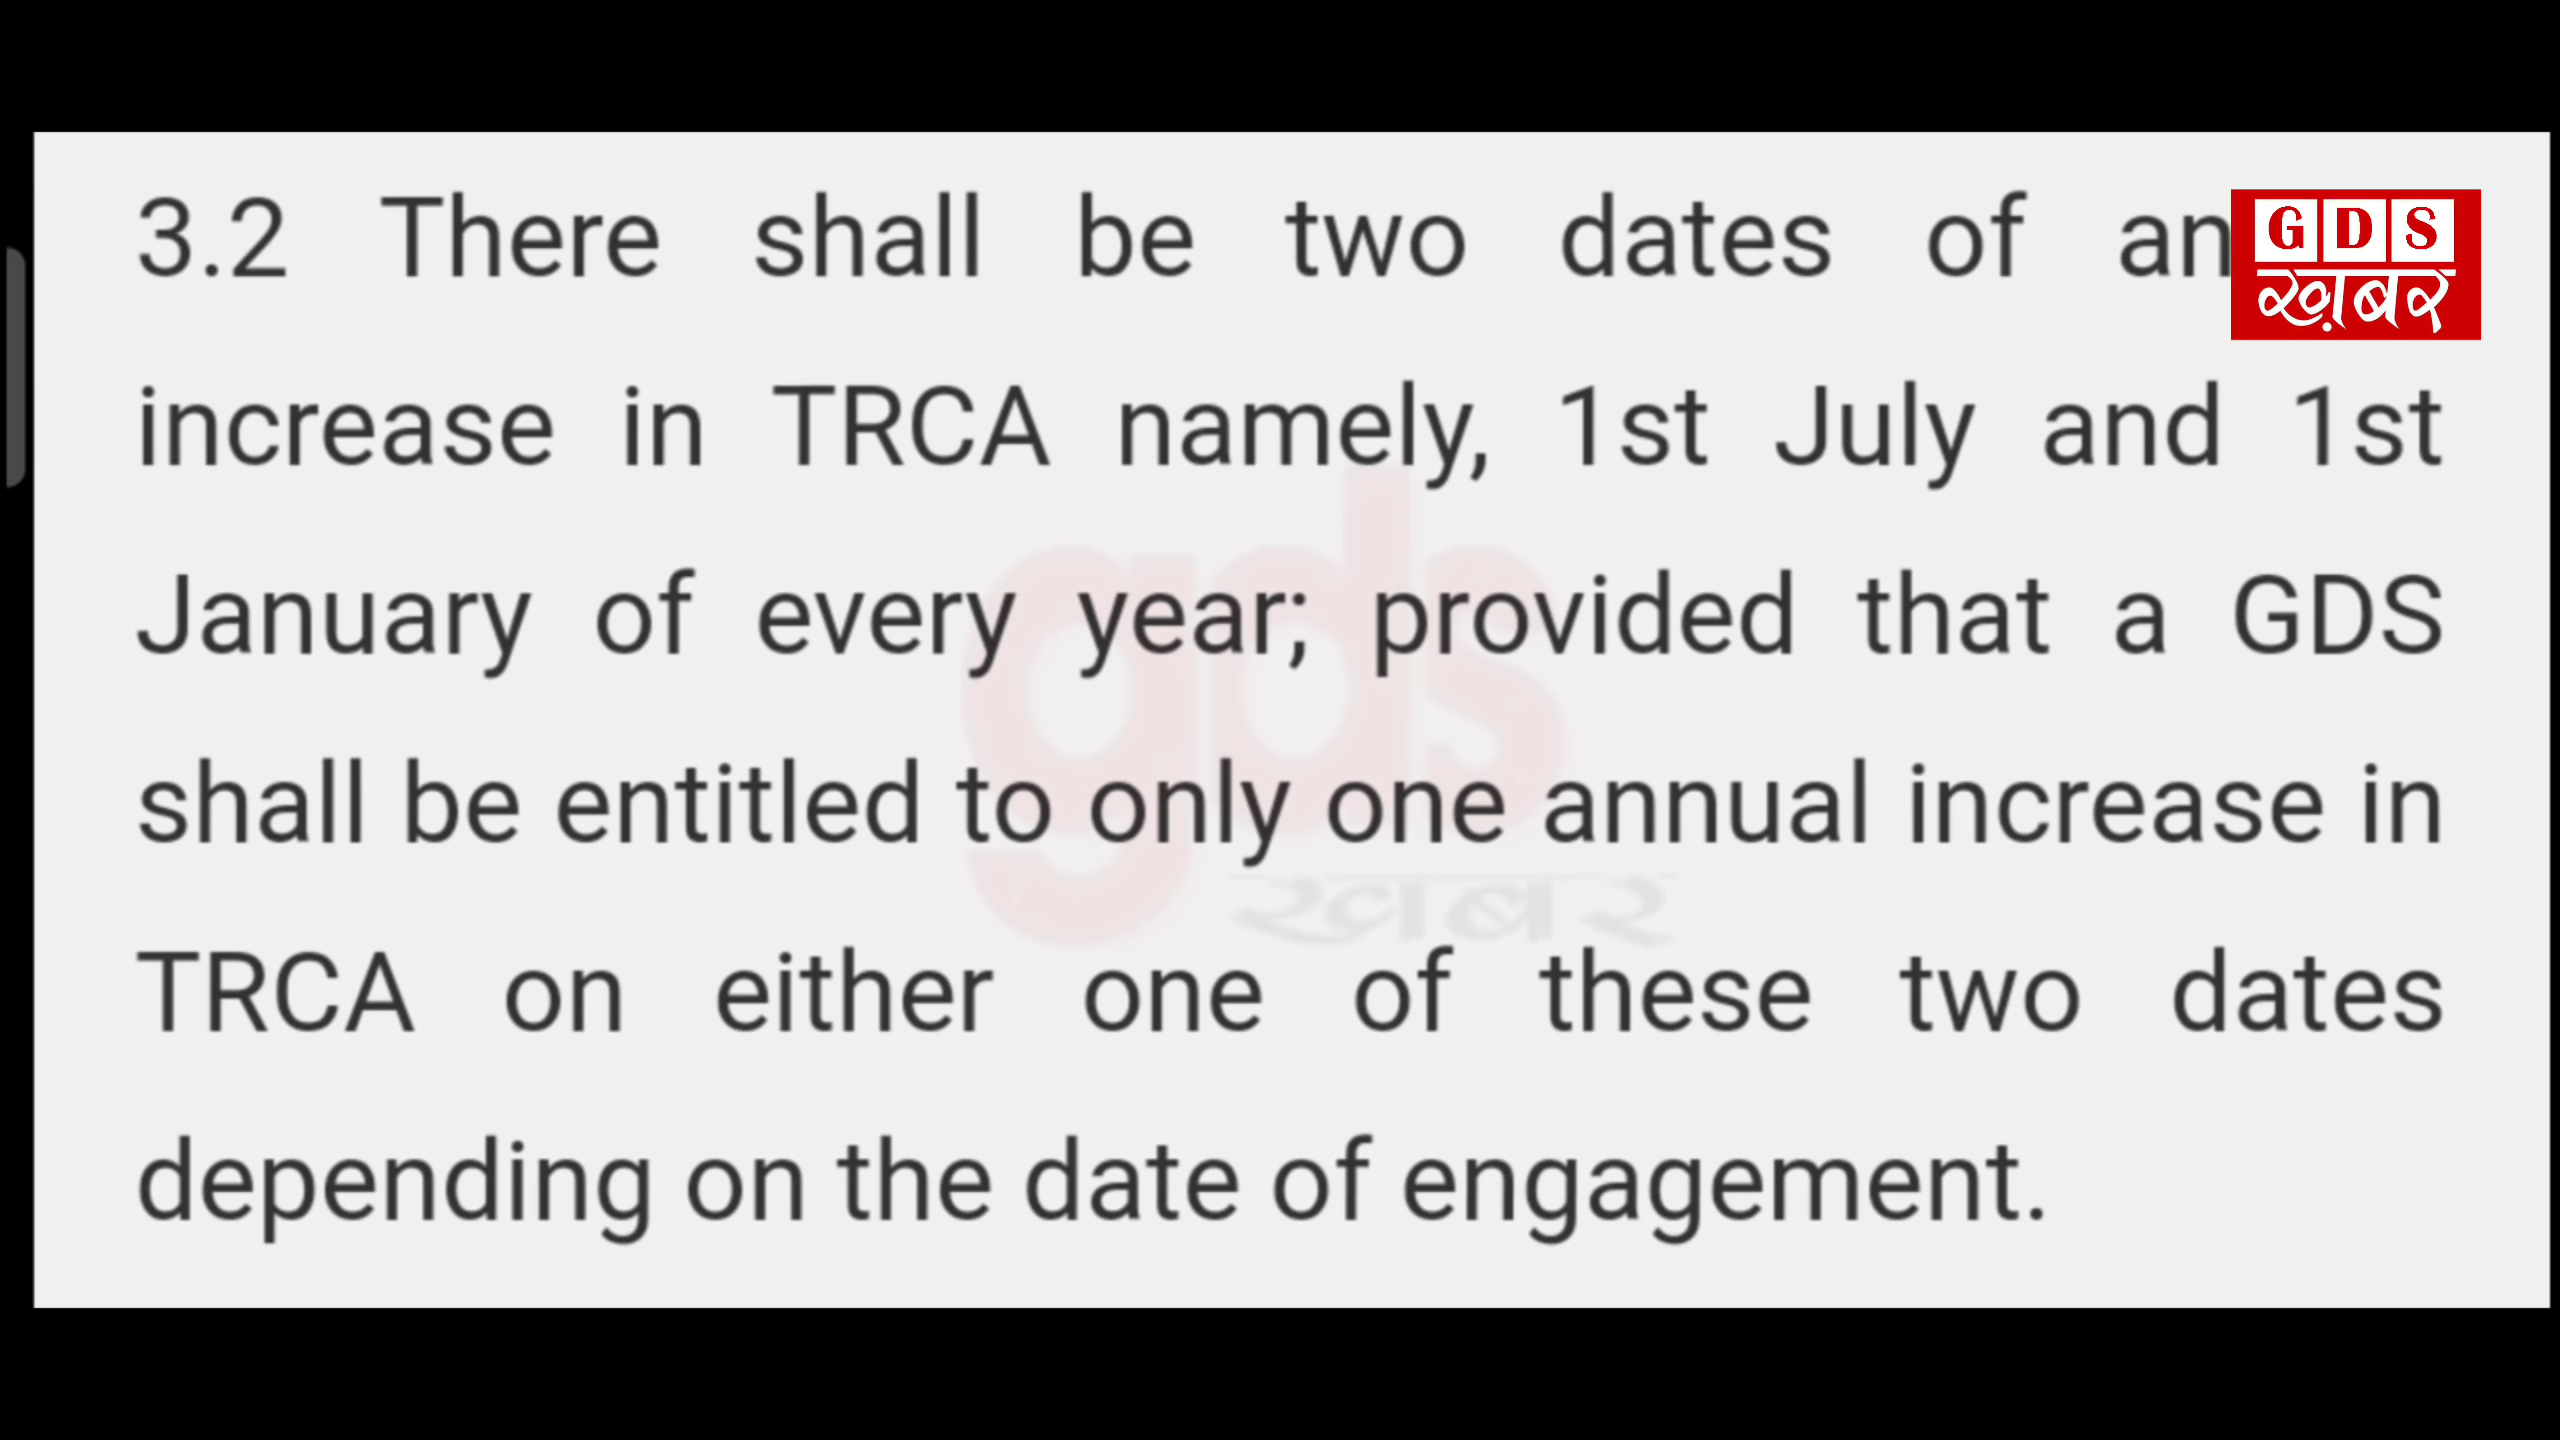 3.2 There shall be two dates of an
GDS
ख़बर
increase in TRCA namely, 1st July and 1st
January of every year; provided that a GDS
shall be entitled to only one annual increase in
TRCA on either one of these two dates
depending on the date of engagement.
gds
खबर